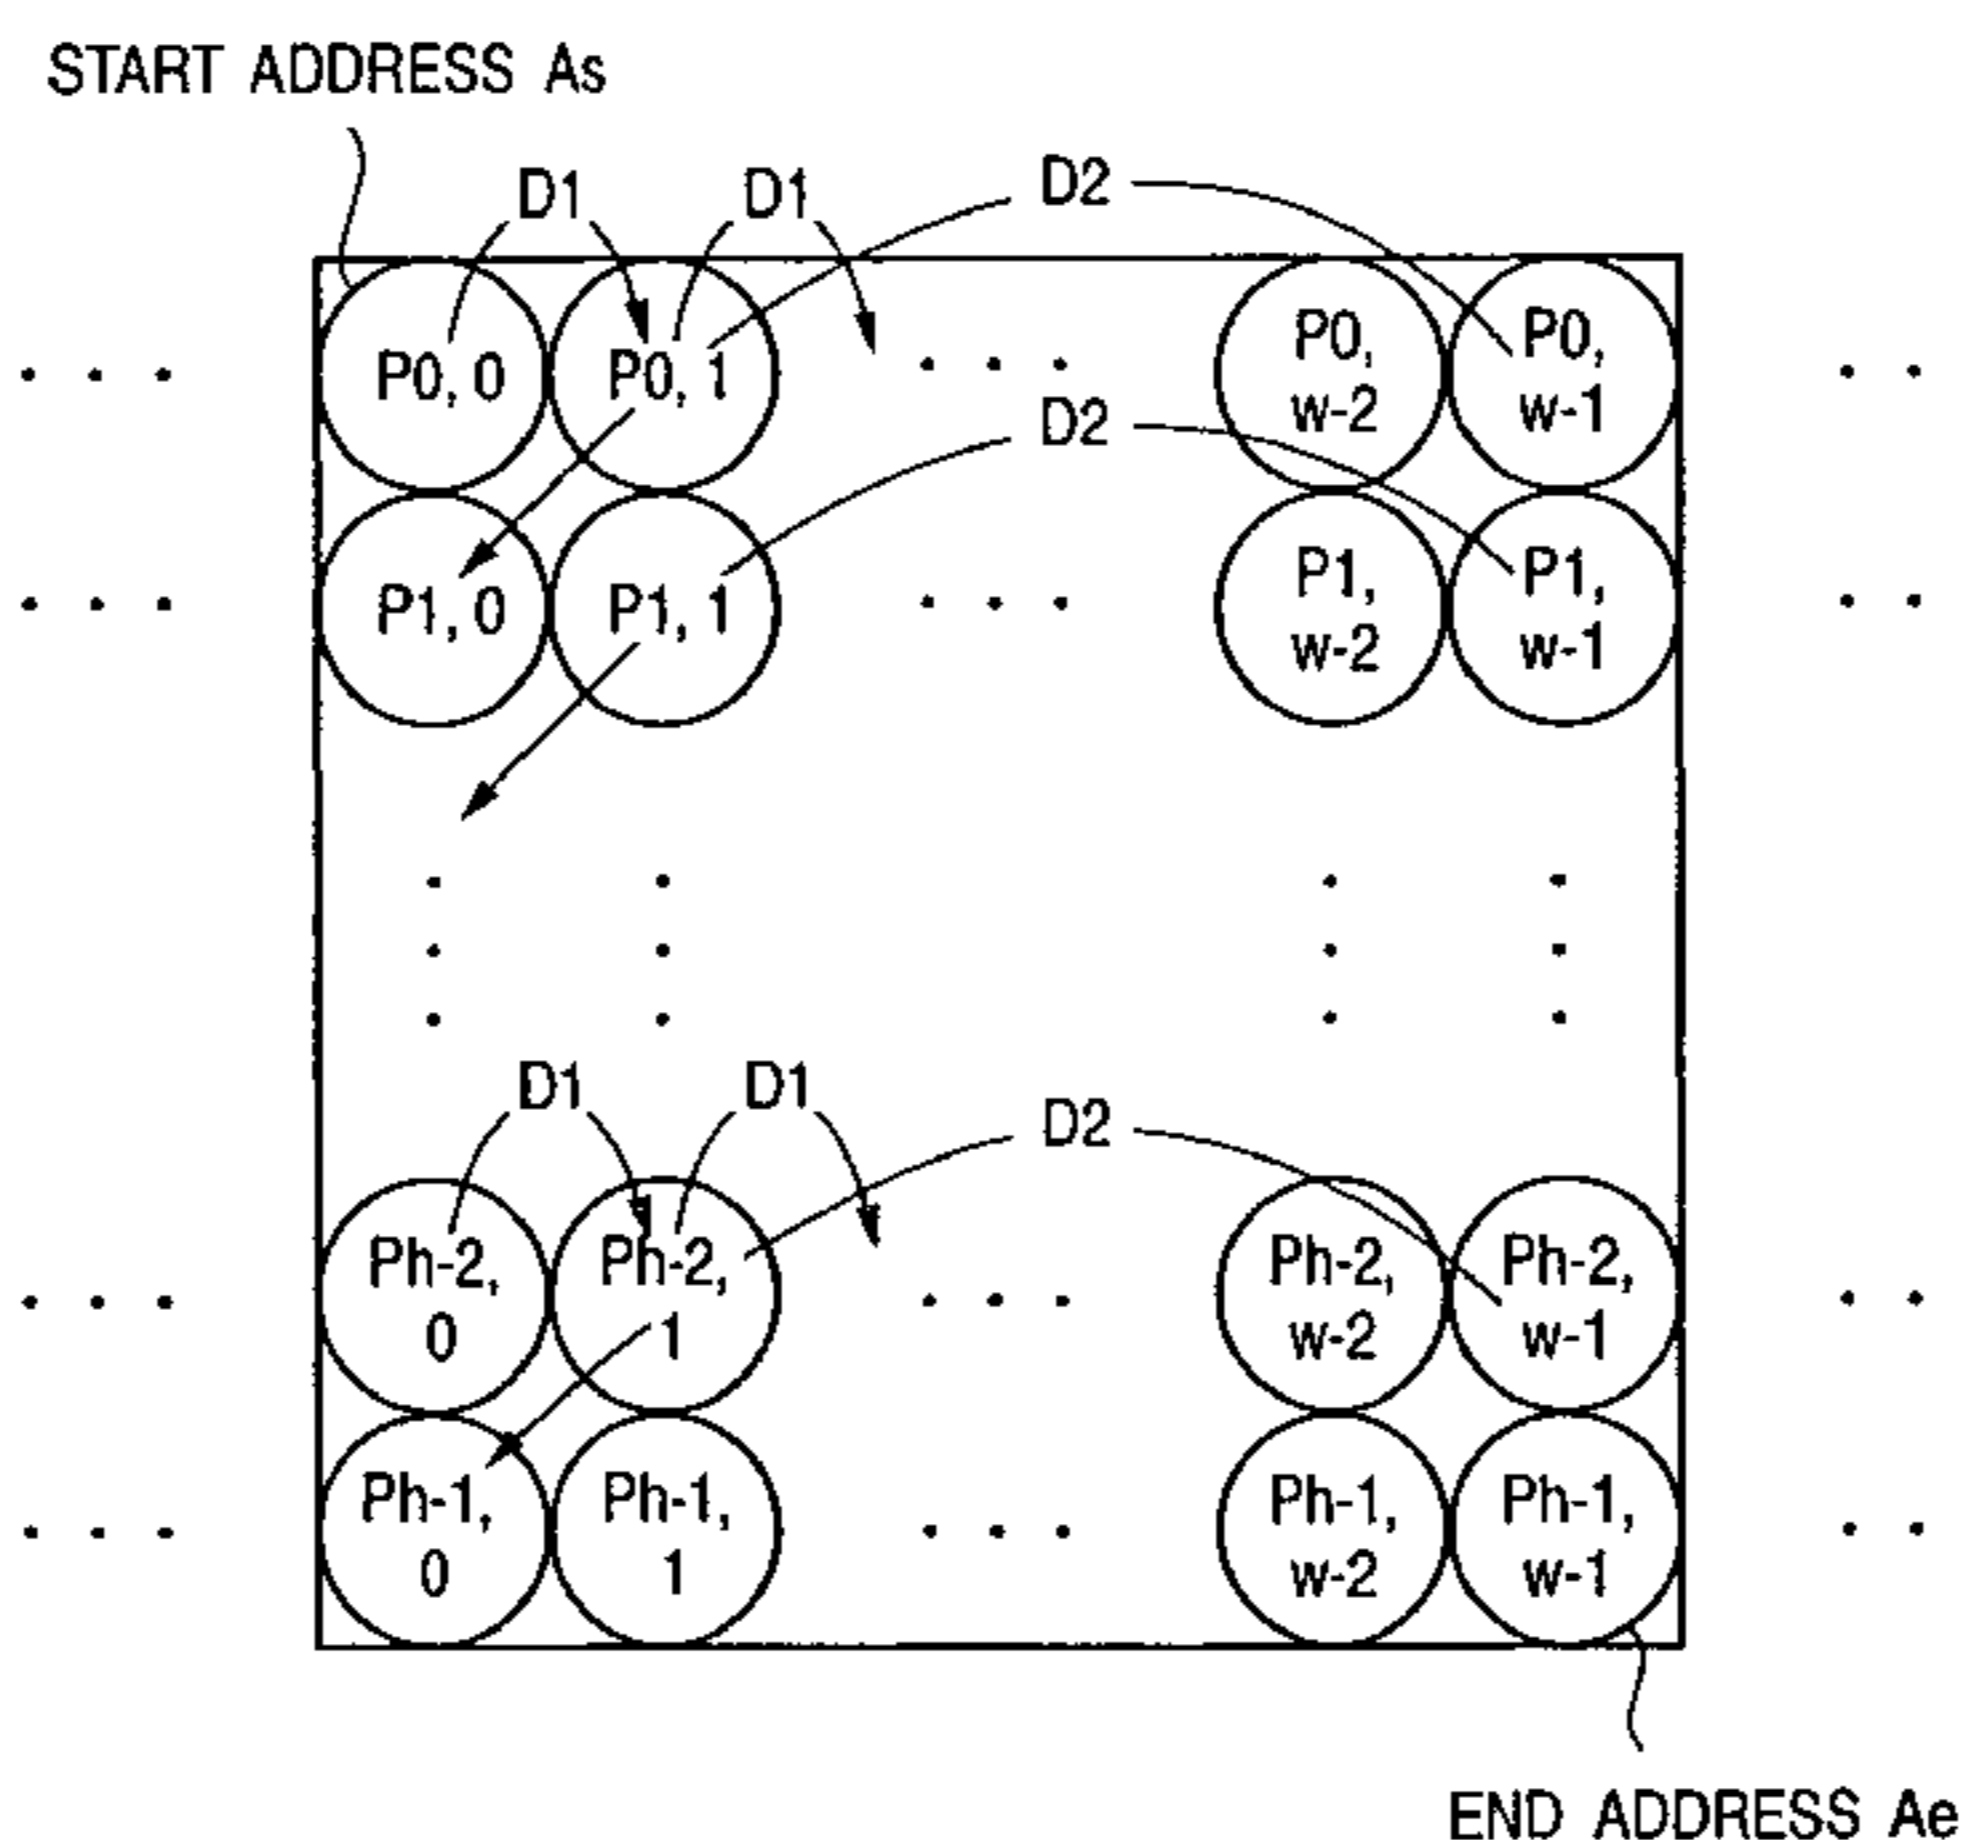 START ADDRESS As
D1 D1 D2
P0, 0 P0, 1 . . . P0, w-2 P0, w-1
D2
P1, 0 P1, 1 . . . P1, w-2 P1, w-1
D1 D1 D2
Ph-2, 0 Ph-2, 1 . . . Ph-2, w-2 Ph-2, w-1
Ph-1, 0 Ph-1, 1 . . . Ph-1, w-2 Ph-1, w-1
END ADDRESS Ae